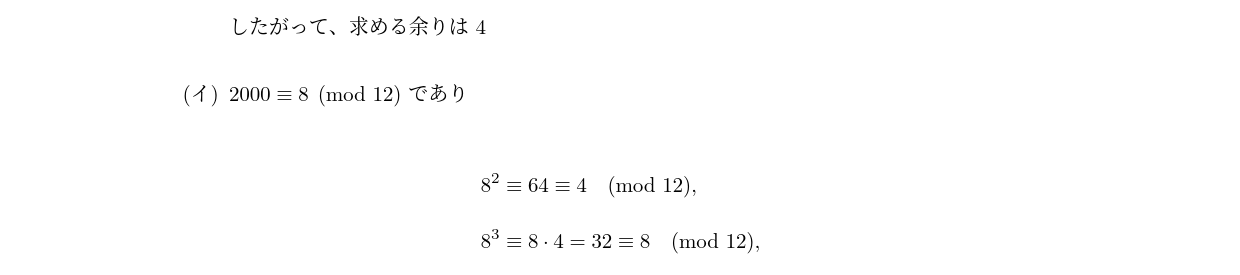 したがって、求める余りは 4
(イ) 2000 ≡ 8 (mod 12) であり
8² ≡ 64 ≡ 4 (mod 12),
8³ ≡ 8 · 4 = 32 ≡ 8 (mod 12),